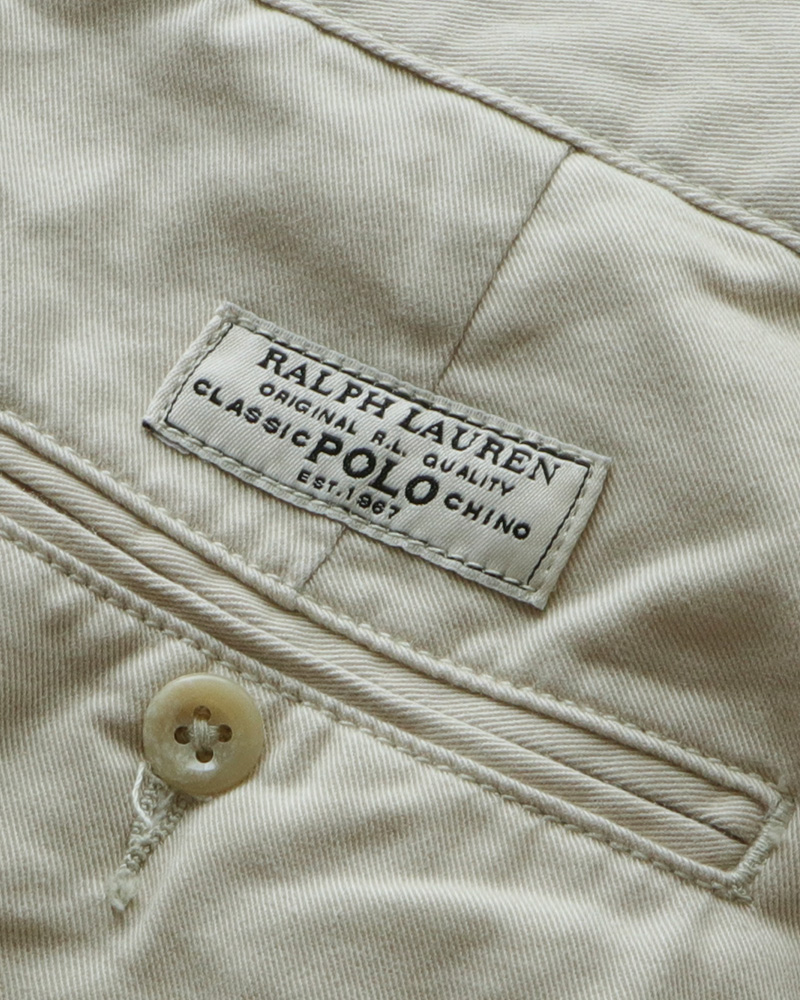 RALPH LAUREN
ORIGINAL R.L. QUALITY
CLASSIC POLO CHINO
EST. 1967